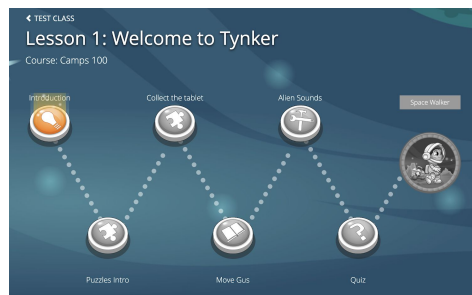 TEST CLASS
Lesson 1: Welcome to Tynker
Course: Camps 100
Introduction
Collect the tablet
Alien Sounds
Space Walker
Puzzles Intro
Move Gus
Quiz